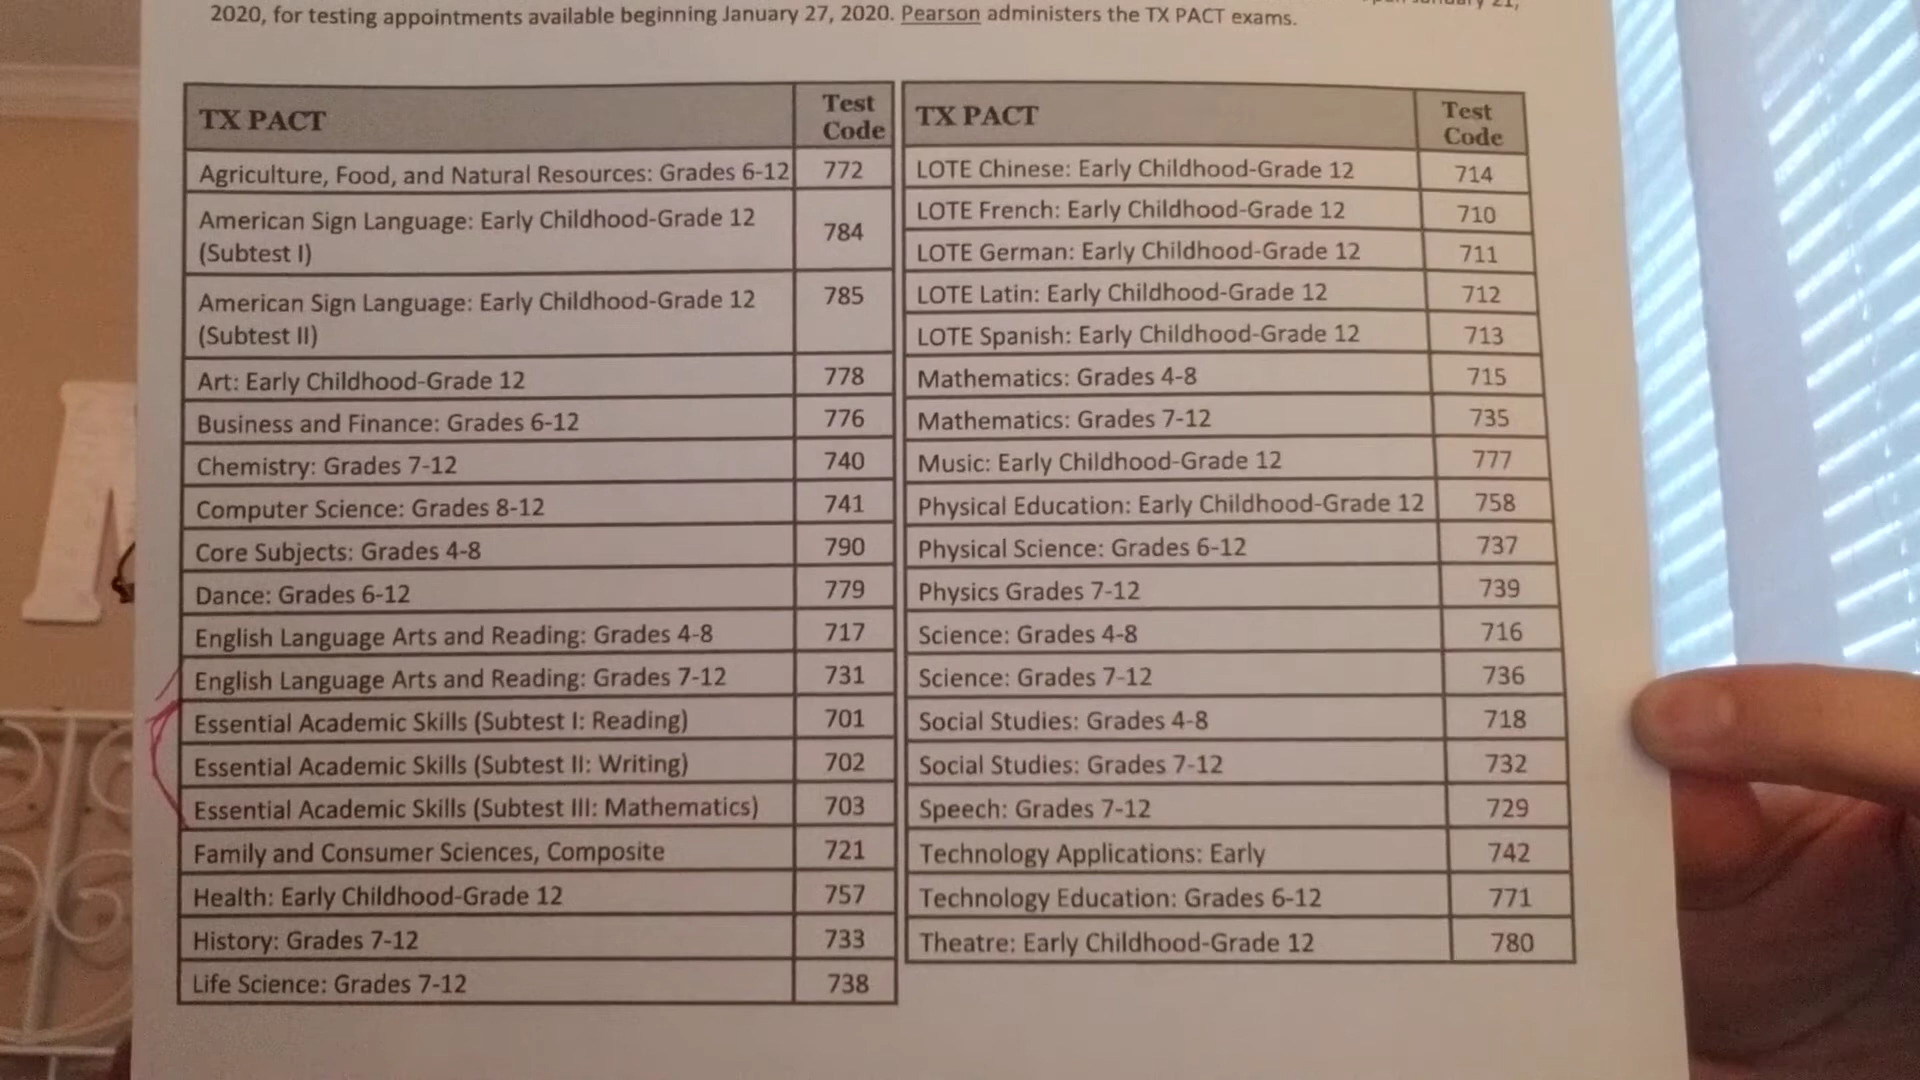 2020, for testing appointments available beginning January 27, 2020. Pearson administers the TX PACT exams.
TX PACT
Test
Code
Agriculture, Food, and Natural Resources: Grades 6-12 772
American Sign Language: Early Childhood-Grade 12
(Subtest I)
784
American Sign Language: Early Childhood-Grade 12
(Subtest II)
785
Art: Early Childhood-Grade 12 778
Business and Finance: Grades 6-12 776
Chemistry: Grades 7-12 740
Computer Science: Grades 8-12 741
Core Subjects: Grades 4-8 790
Dance: Grades 6-12 779
English Language Arts and Reading: Grades 4-8 717
English Language Arts and Reading: Grades 7-12 731
Essential Academic Skills (Subtest I: Reading) 701
Essential Academic Skills (Subtest II: Writing) 702
Essential Academic Skills (Subtest III: Mathematics) 703
Family and Consumer Sciences, Composite 721
Health: Early Childhood-Grade 12 757
History: Grades 7-12 733
Life Science: Grades 7-12 738
TX PACT
Test
Code
LOTE Chinese: Early Childhood-Grade 12 714
LOTE French: Early Childhood-Grade 12 710
LOTE German: Early Childhood-Grade 12 711
LOTE Latin: Early Childhood-Grade 12 712
LOTE Spanish: Early Childhood-Grade 12 713
Mathematics: Grades 4-8 715
Mathematics: Grades 7-12 735
Music: Early Childhood-Grade 12 777
Physical Education: Early Childhood-Grade 12 758
Physical Science: Grades 6-12 737
Physics Grades 7-12 739
Science: Grades 4-8 716
Science: Grades 7-12 736
Social Studies: Grades 4-8 718
Social Studies: Grades 7-12 732
Speech: Grades 7-12 729
Technology Applications: Early 742
Technology Education: Grades 6-12 771
Theatre: Early Childhood-Grade 12 780